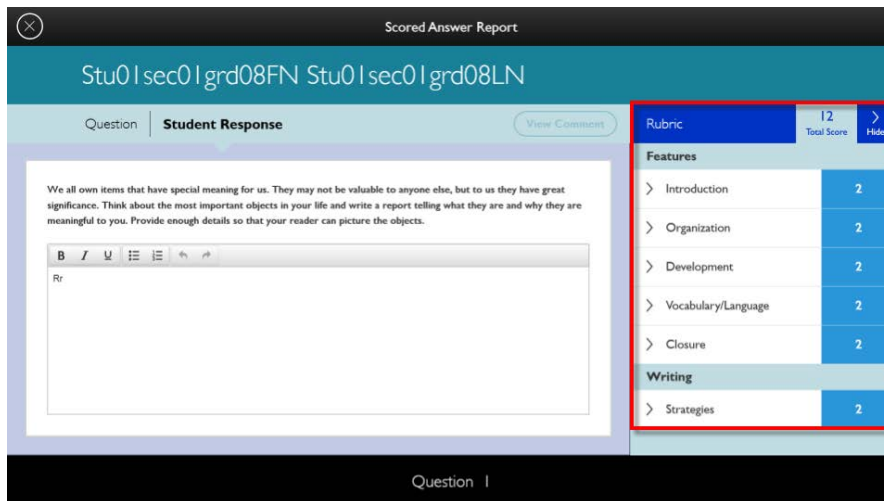 Scored Answer Report
Stu01sec01grd08FN Stu01sec01grd08LN
Question
Student Response
View Comment
We all own items that have special meaning for us. They may not be valuable to anyone else, but to us they have great
significance. Think about the most important objects in your life and write a report telling what they are and why they are
meaningful to you. Provide enough details so that your reader can picture the objects.
B I U
Rr
Rubric
12
Total Score
Hide
Features
Introduction 2
Organization 2
Development 2
Vocabulary/Language 2
Closure 2
Writing
Strategies 2
Question 1